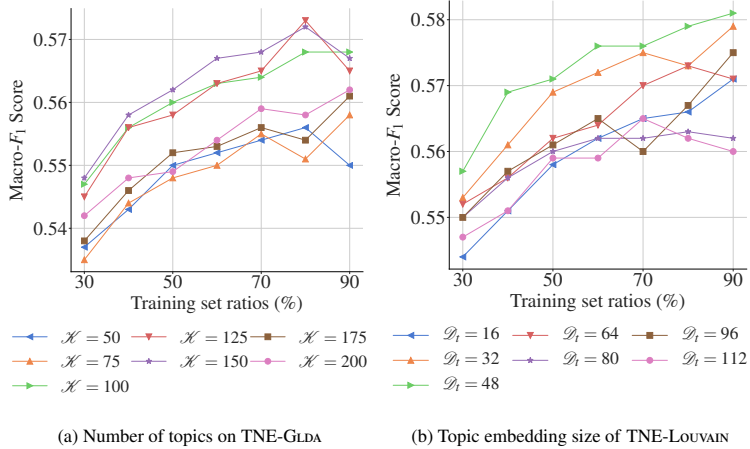 0.57
0.56
0.55
0.54
Macro-F₁ Score
30 50 70 90
Training set ratios (%)
𝒦 = 50 𝒦 = 125 𝒦 = 175
𝒦 = 75 𝒦 = 150 𝒦 = 200
𝒦 = 100
(a) Number of topics on TNE-GLDA
0.58
0.57
0.56
0.55
Macro-F₁ Score
30 50 70 90
Training set ratios (%)
𝒟ₜ = 16 𝒟ₜ = 64 𝒟ₜ = 96
𝒟ₜ = 32 𝒟ₜ = 80 𝒟ₜ = 112
𝒟ₜ = 48
(b) Topic embedding size of TNE-LOUVAIN